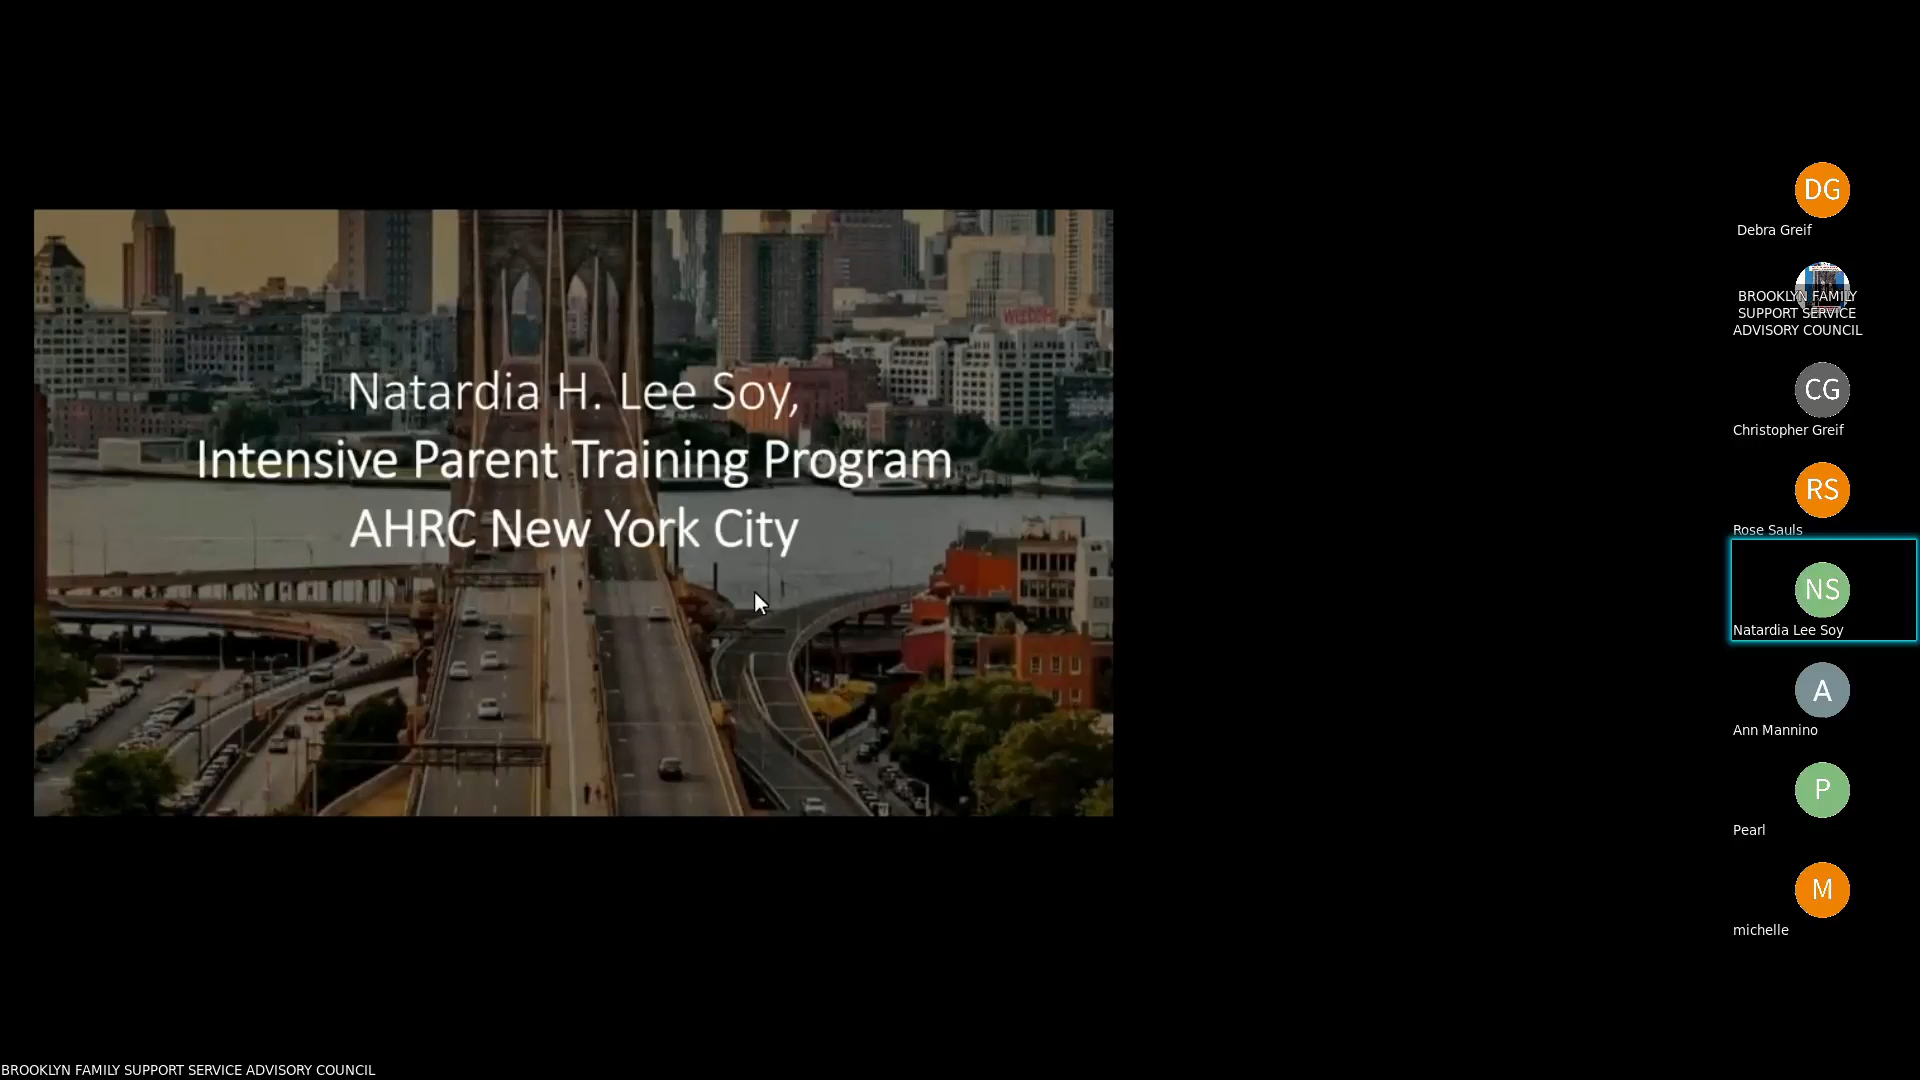 Natardia H. Lee Soy,
Intensive Parent Training Program
AHRC New York City
WELCOME
DG
Debra Greif
BROOKLYN FAMILY
SUPPORT SERVICE
ADVISORY COUNCIL
CG
Christopher Greif
RS
Rose Sauls
NS
Natardia Lee Soy
A
Ann Mannino
P
Pearl
M
michelle
BROOKLYN FAMILY SUPPORT SERVICE ADVISORY COUNCIL